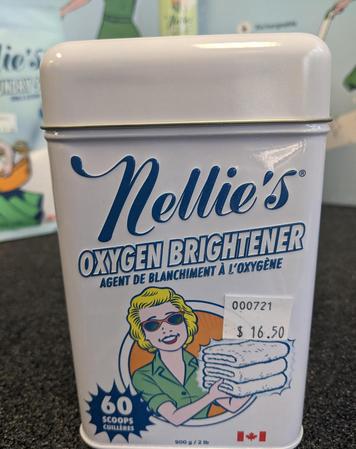 Nellie's®
OXYGEN BRIGHTENER
AGENT DE BLANCHIMENT À L'OXYGÈNE
000721
$ 16.50
60
SCOOPS
CUILLÈRES
900 g / 2 lb